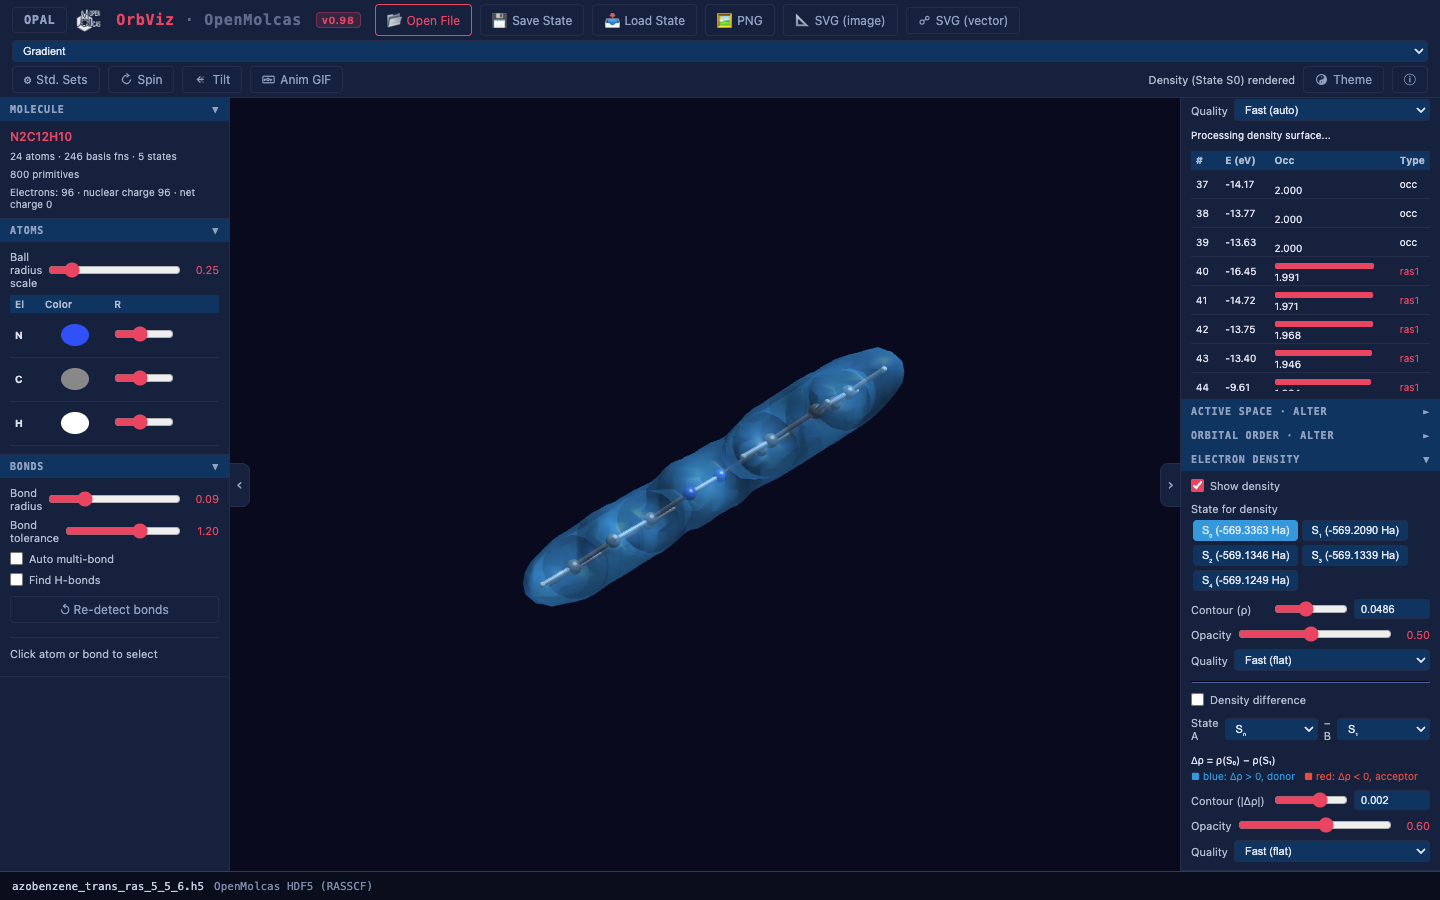 OPAL
OrbViz · OpenMolcas v0.98
Open File
Save State
Load State
PNG
SVG (image)
SVG (vector)
Gradient
Std. Sets
Spin
Tilt
Anim GIF
Density (State S0) rendered
Theme
MOLECULE
N2C12H10
24 atoms · 246 basis fns · 5 states
800 primitives
Electrons: 96 · nuclear charge 96 · net
charge 0
ATOMS
Ball
radius
scale
0.25
El Color R
N
C
H
BONDS
Bond
radius
0.09
Bond
tolerance
1.20
Auto multi-bond
Find H-bonds
Re-detect bonds
Click atom or bond to select
Quality Fast (auto)
Processing density surface...
# E (eV) Occ Type
37 -14.17 2.000 occ
38 -13.77 2.000 occ
39 -13.63 2.000 occ
40 -16.45 1.991 ras1
41 -14.72 1.971 ras1
42 -13.75 1.968 ras1
43 -13.40 1.946 ras1
44 -9.61 ras1
ACTIVE SPACE · ALTER
ORBITAL ORDER · ALTER
ELECTRON DENSITY
Show density
State for density
S₀ (-569.3363 Ha) S₁ (-569.2090 Ha)
S₂ (-569.1346 Ha) S₃ (-569.1339 Ha)
S₄ (-569.1249 Ha)
Contour (ρ) 0.0486
Opacity 0.50
Quality Fast (flat)
Density difference
State A S₀ − B S₁
Δρ = ρ(S₀) − ρ(S₁)
blue: Δρ > 0, donor red: Δρ < 0, acceptor
Contour (|Δρ|) 0.002
Opacity 0.60
Quality Fast (flat)
azobenzene_trans_ras_5_5_6.h5 OpenMolcas HDF5 (RASSCF)